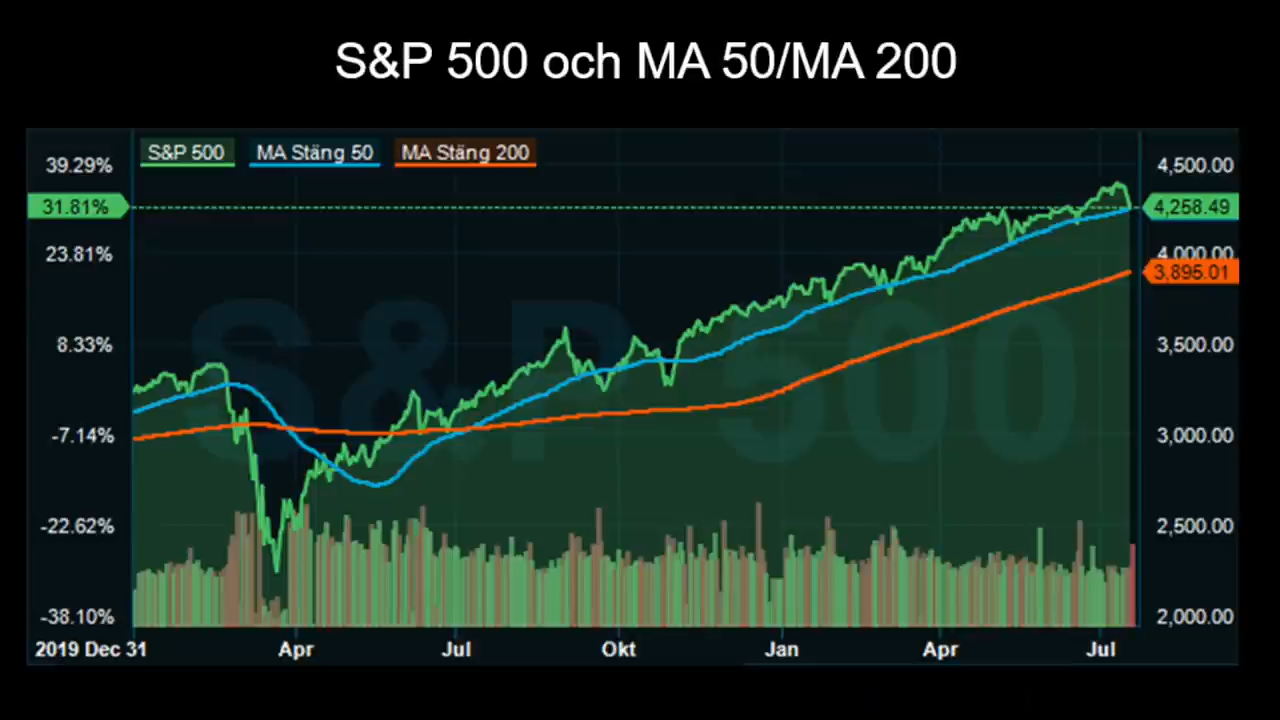 S&P 500 och MA 50/MA 200
S&P 500 MA Stäng 50 MA Stäng 200
39.29% 4,500.00
31.81% 4,258.49
23.81% 4,000.00
3,895.01
8.33% 3,500.00
-7.14% 3,000.00
-22.62% 2,500.00
-38.10% 2,000.00
2019 Dec 31 Apr Jul Okt Jan Apr Jul
S&P 500